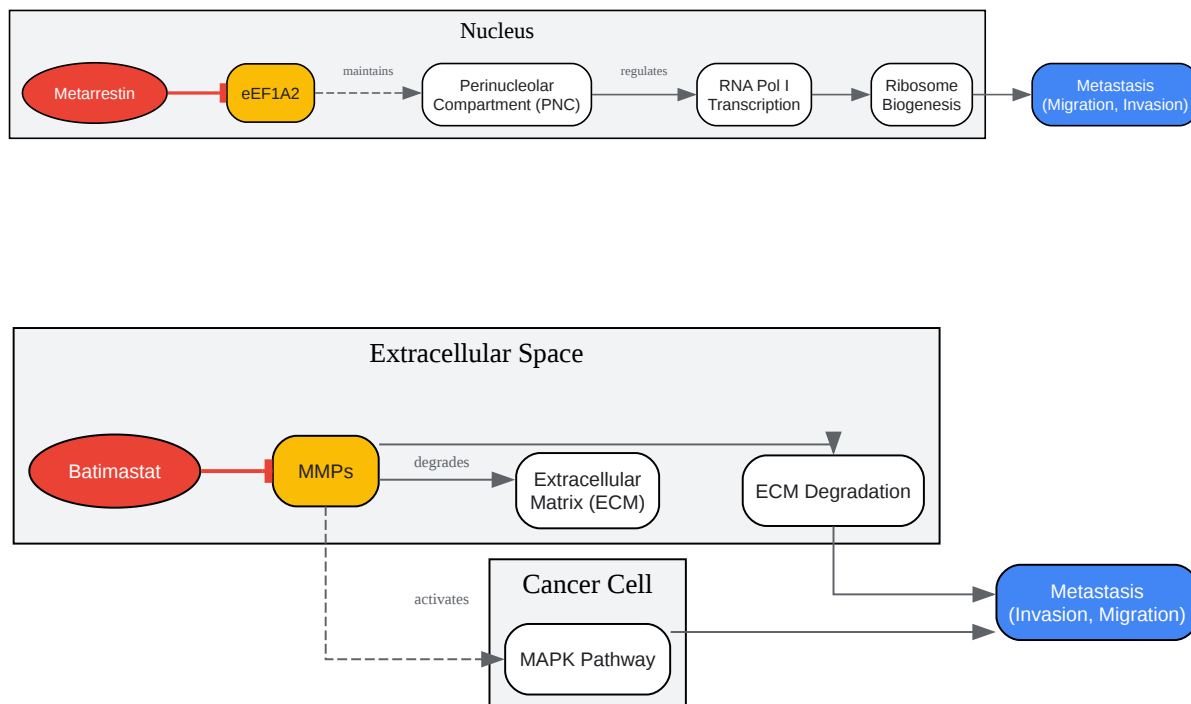 Nucleus
Metarrestin
eEF1A2
maintains
Perinucleolar
Compartment (PNC)
regulates
RNA Pol I
Transcription
Ribosome
Biogenesis
Metastasis
(Migration, Invasion)
Extracellular Space
Batimastat
MMPs
degrades
Extracellular
Matrix (ECM)
ECM Degradation
Cancer Cell
activates
MAPK Pathway
Metastasis
(Invasion, Migration)